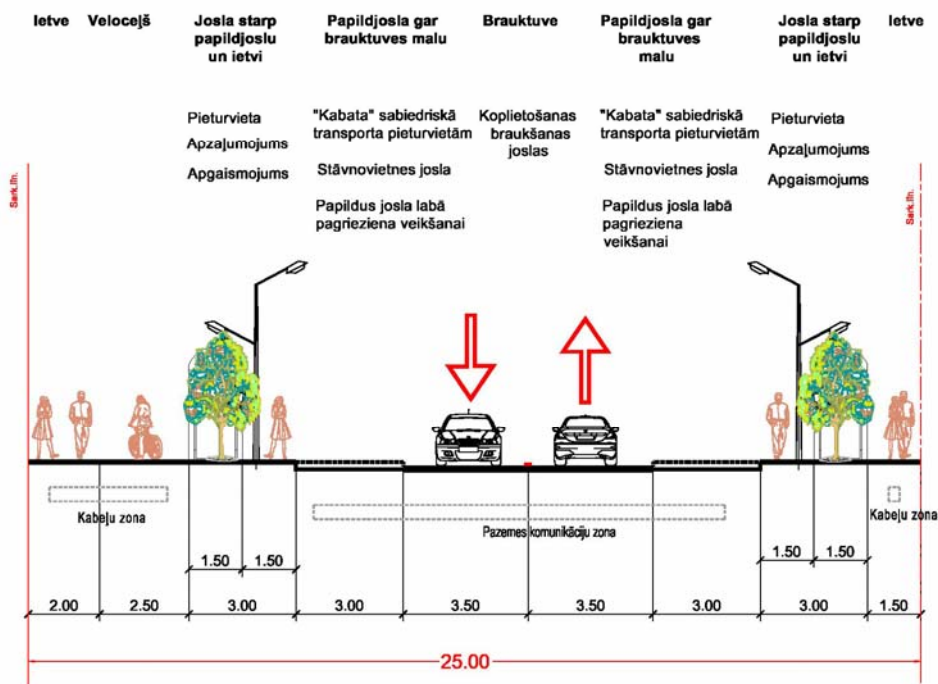 Ietve
Veloceļš
Josla starp
papildjoslu
un ietvi
Papildjosla gar
brauktuves malu
Brauktuve
Papildjosla gar
brauktuves
malu
Josla starp
papildjoslu
un ietvi
Ietve
Pieturvieta
Apzaļumojums
Apgaismojums
"Kabata" sabiedriskā
transporta pieturvietām
Stāvnovietnes josla
Papildus josla labā
pagrieziena veikšanai
Koplietošanas
braukšanas
joslas
"Kabata" sabiedriskā
transporta pieturvietām
Stāvnovietnes josla
Papildus josla labā
pagrieziena
veikšanai
Pieturvieta
Apzaļumojums
Apgaismojums
Sark.līn.
Sark.līn.
Kabeļu zona
Pazemes komunikāciju zona
Kabeļu zona
1.50
1.50
1.50
1.50
2.00
2.50
3.00
3.00
3.50
3.50
3.00
3.00
1.50
25.00